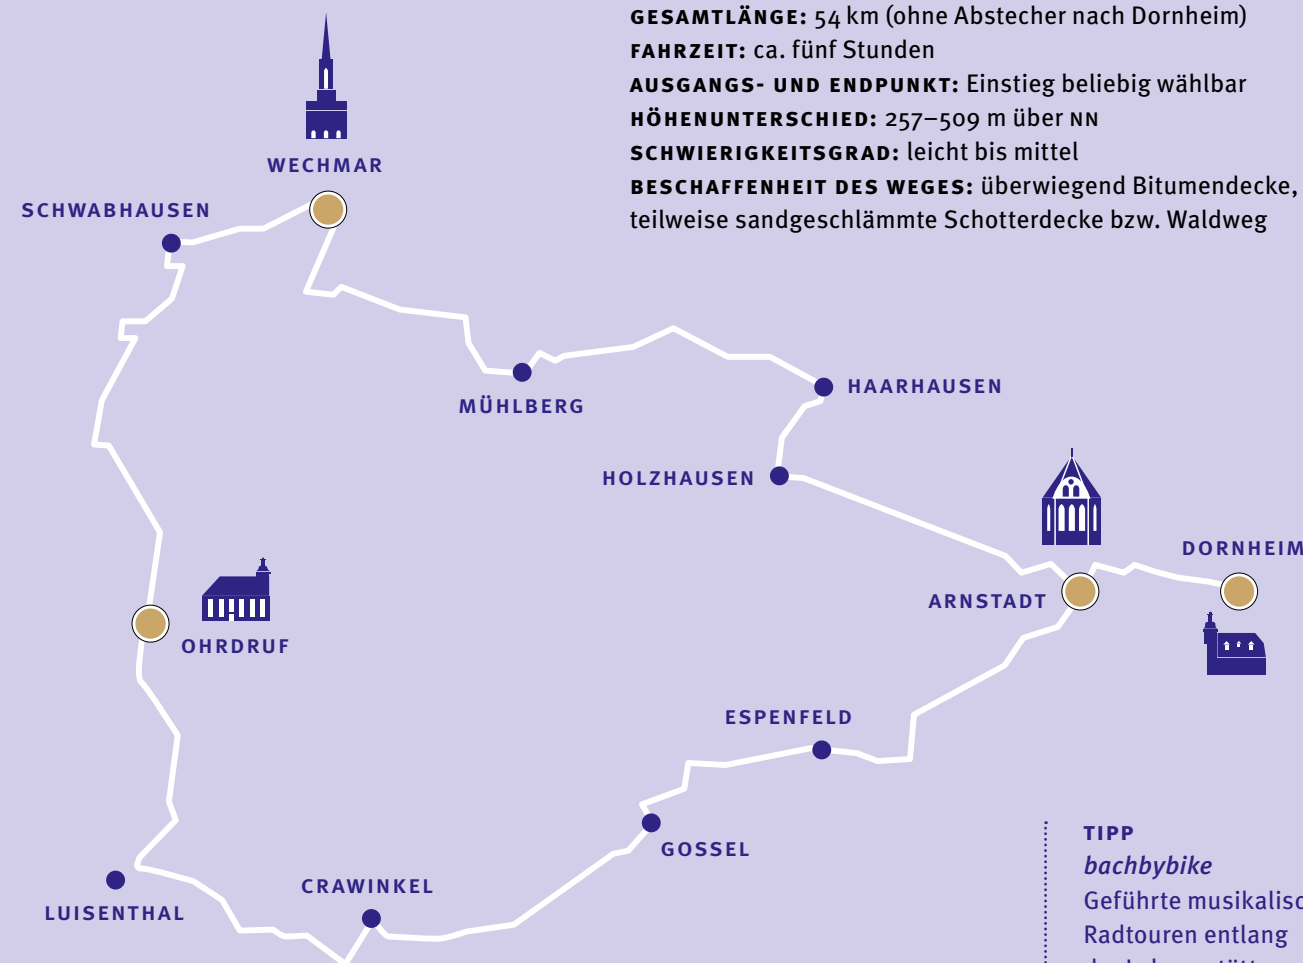 GESAMTLÄNGE: 54 km (ohne Abstecher nach Dornheim)
FAHRZEIT: ca. fünf Stunden
AUSGANGS- UND ENDPUNKT: Einstieg beliebig wählbar
HÖHENUNTERSCHIED: 257–509 m über NN
SCHWIERIGKEITSGRAD: leicht bis mittel
BESCHAFFENHEIT DES WEGES: überwiegend Bitumendecke,
teilweise sandgeschlämmte Schotterdecke bzw. Waldweg
WECHMAR
SCHWABHAUSEN
MÜHLBERG
HAARHAUSEN
HOLZHAUSEN
DORNHEIM
ARNSTADT
OHRDRUF
ESPENFELD
GOSSEL
CRAWINKEL
LUISENTHAL
TIPP
bachbybike
Geführte musikalisc
Radtouren entlang